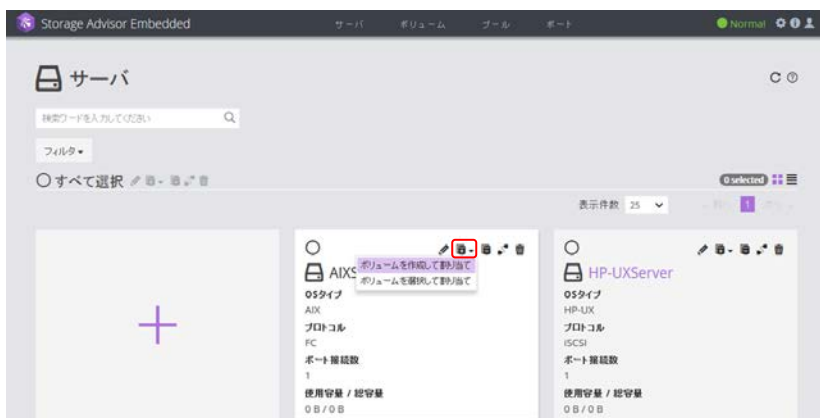 Storage Advisor Embedded サーバ ボリューム プール ポート Normal
サーバ
検索ワードを入力してください
フィルタ
すべて選択 0 selected
表示件数 25 1
ボリュームを作成して割り当て
ボリュームを選択して割り当て
AIXS
OSタイプ
AIX
プロトコル
FC
ポート接続数
1
使用容量 / 総容量
0 B / 0 B
HP-UXServer
OSタイプ
HP-UX
プロトコル
iSCSI
ポート接続数
1
使用容量 / 総容量
0 B / 0 B